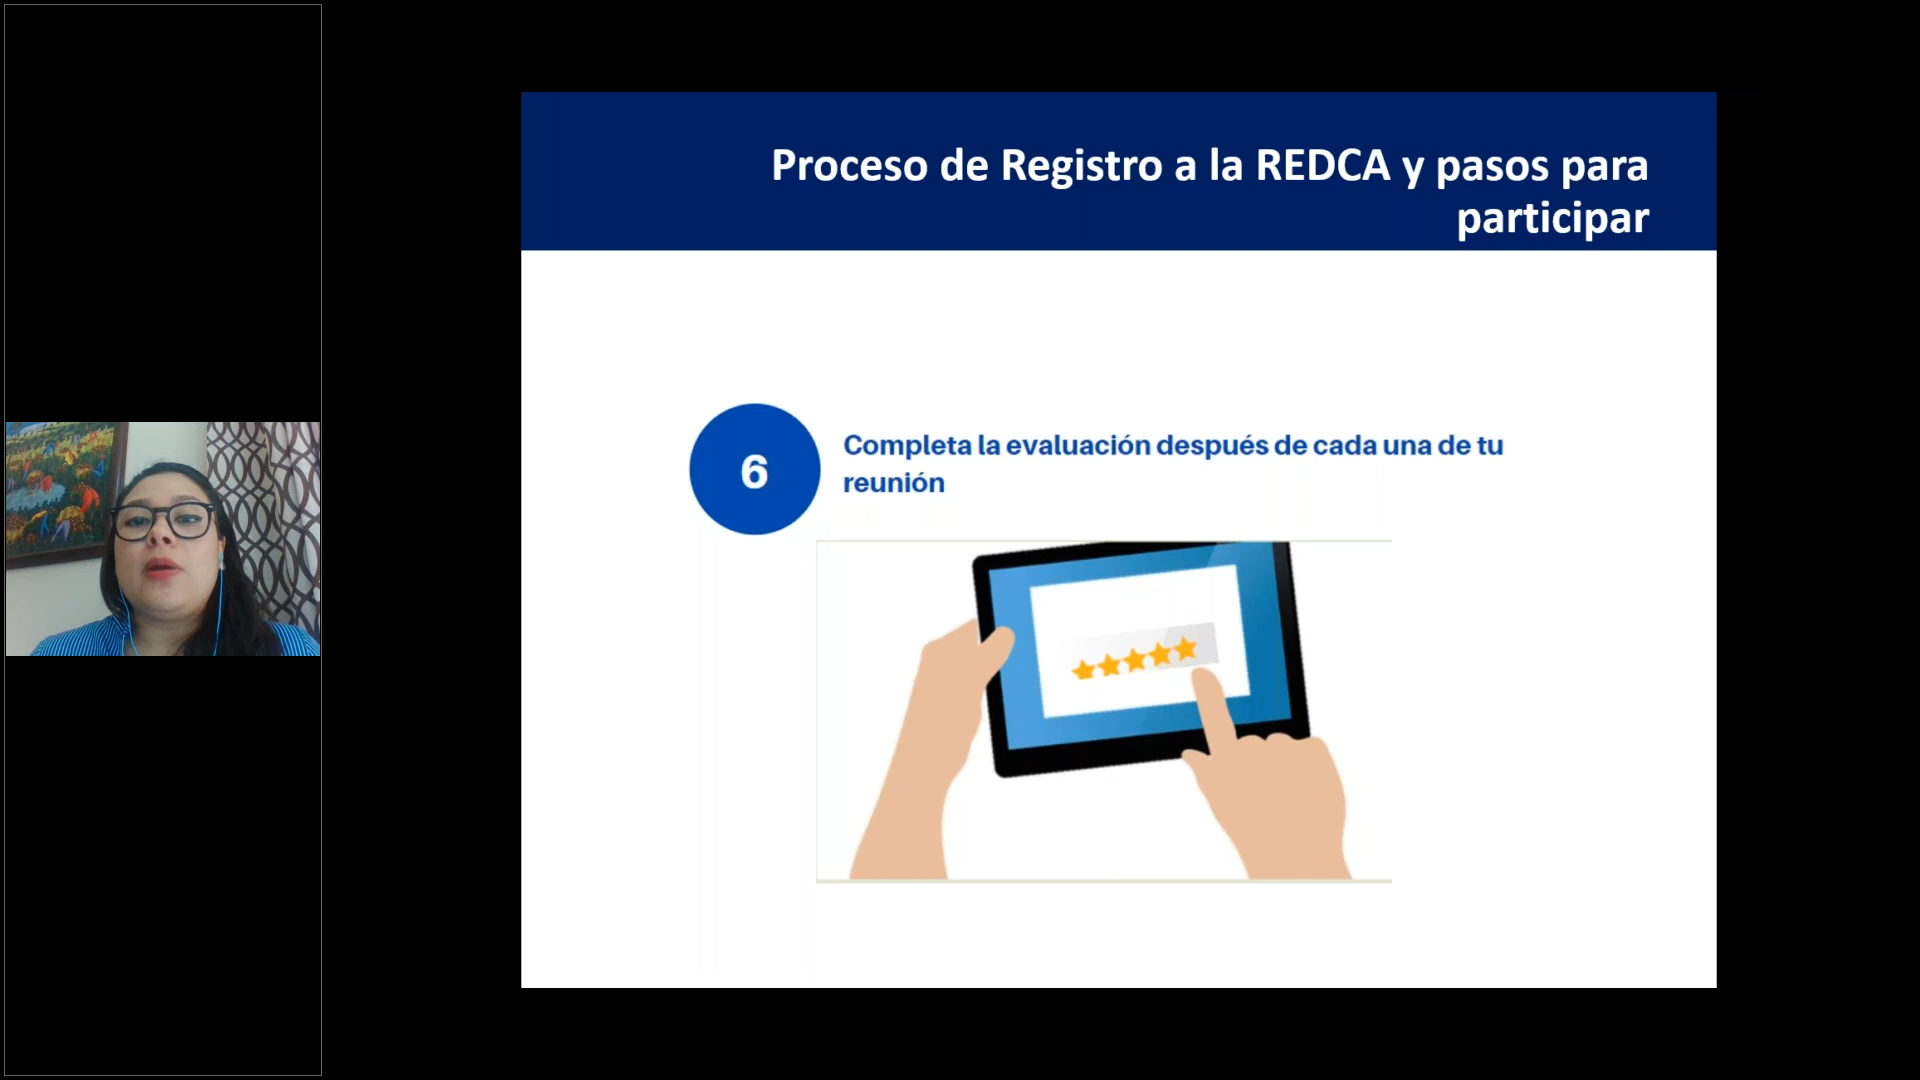 Proceso de Registro a la REDCA y pasos para
participar
6
Completa la evaluación después de cada una de tu
reunión